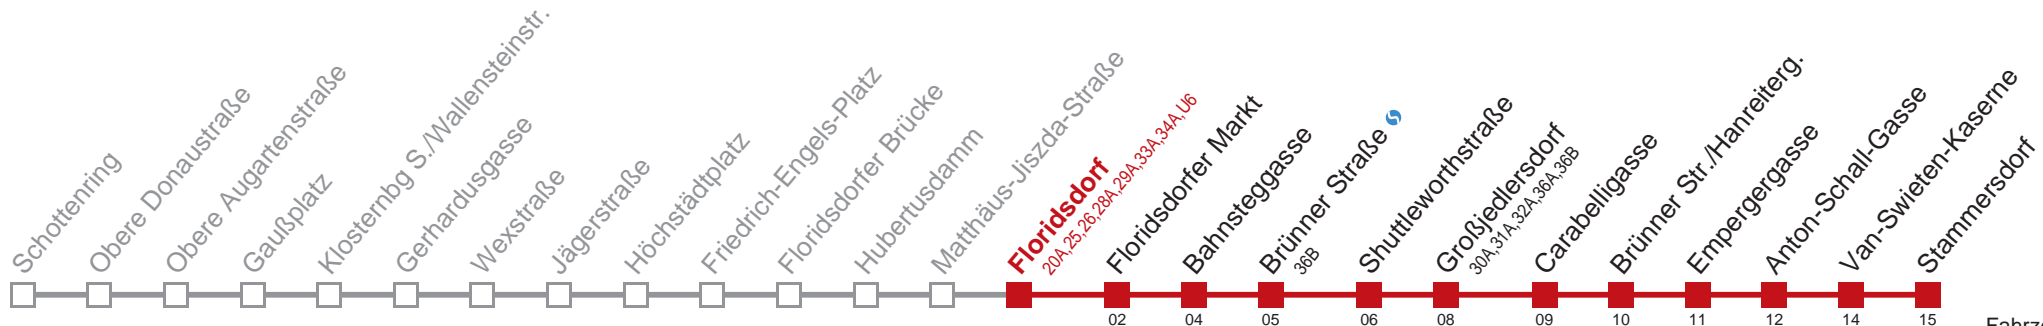 Schottenring
Obere Donaustraße
Obere Augartenstraße
Gaußplatz
Klosternbg S./Wallensteinstr.
Gerhardusgasse
Wexstraße
Jägerstraße
Höchstädtplatz
Friedrich-Engels-Platz
Floridsdorfer Brücke
Hubertusdamm
Matthäus-Jiszda-Straße
Floridsdorf
20A,25,26,28A,29A,33A,34A,U6
Floridsdorfer Markt
Bahnsteggasse
Brünner Straße
36B
Shuttleworthstraße
Großjedlersdorf
30A,31A,32A,36A,36B
Carabelligasse
Brünner Str./Hanreiterg.
Empergergasse
Anton-Schall-Gasse
Van-Swieten-Kaserne
Stammersdorf
02 04 05 06 08 09 10 11 12 14 15